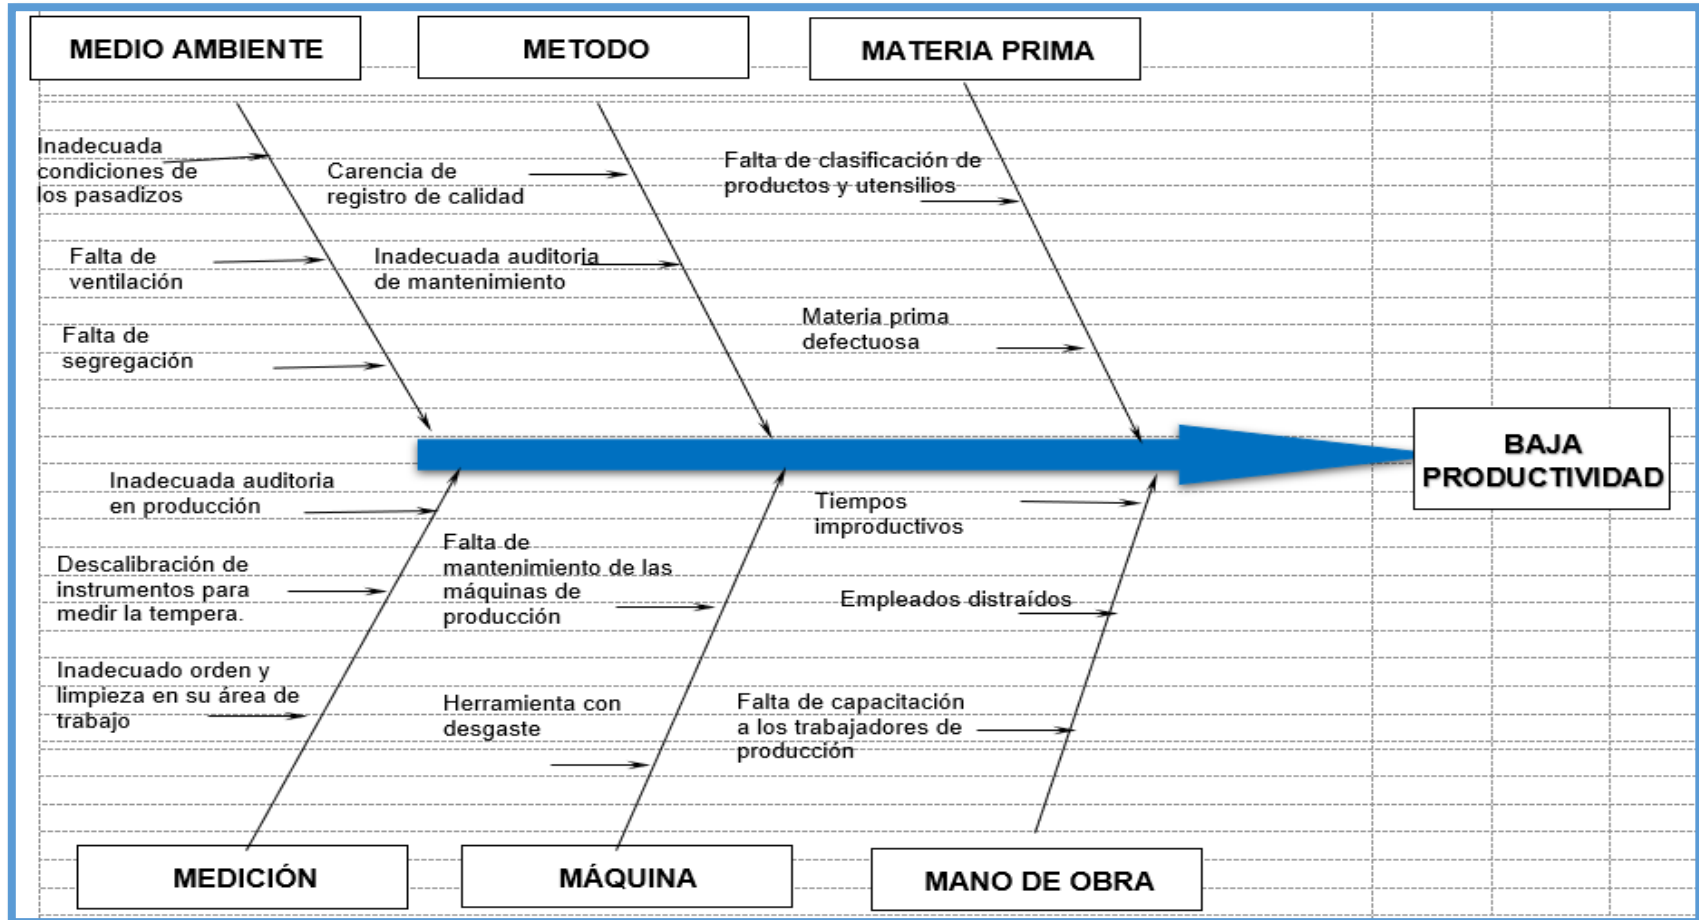 MEDIO AMBIENTE
METODO
MATERIA PRIMA
Inadecuada
condiciones de
los pasadizos
Falta de
ventilación
Falta de
segregación
Carencia de
registro de calidad
Inadecuada auditoria
de mantenimiento
Falta de clasificación de
productos y utensilios
Materia prima
defectuosa
BAJA
PRODUCTIVIDAD
Inadecuada auditoria
en producción
Descalibración de
instrumentos para
medir la tempera.
Inadecuado orden y
limpieza en su área de
trabajo
Falta de
mantenimiento de las
máquinas de
producción
Herramienta con
desgaste
Tiempos
improductivos
Empleados distraídos
Falta de capacitación
a los trabajadores de
producción
MEDICIÓN
MÁQUINA
MANO DE OBRA